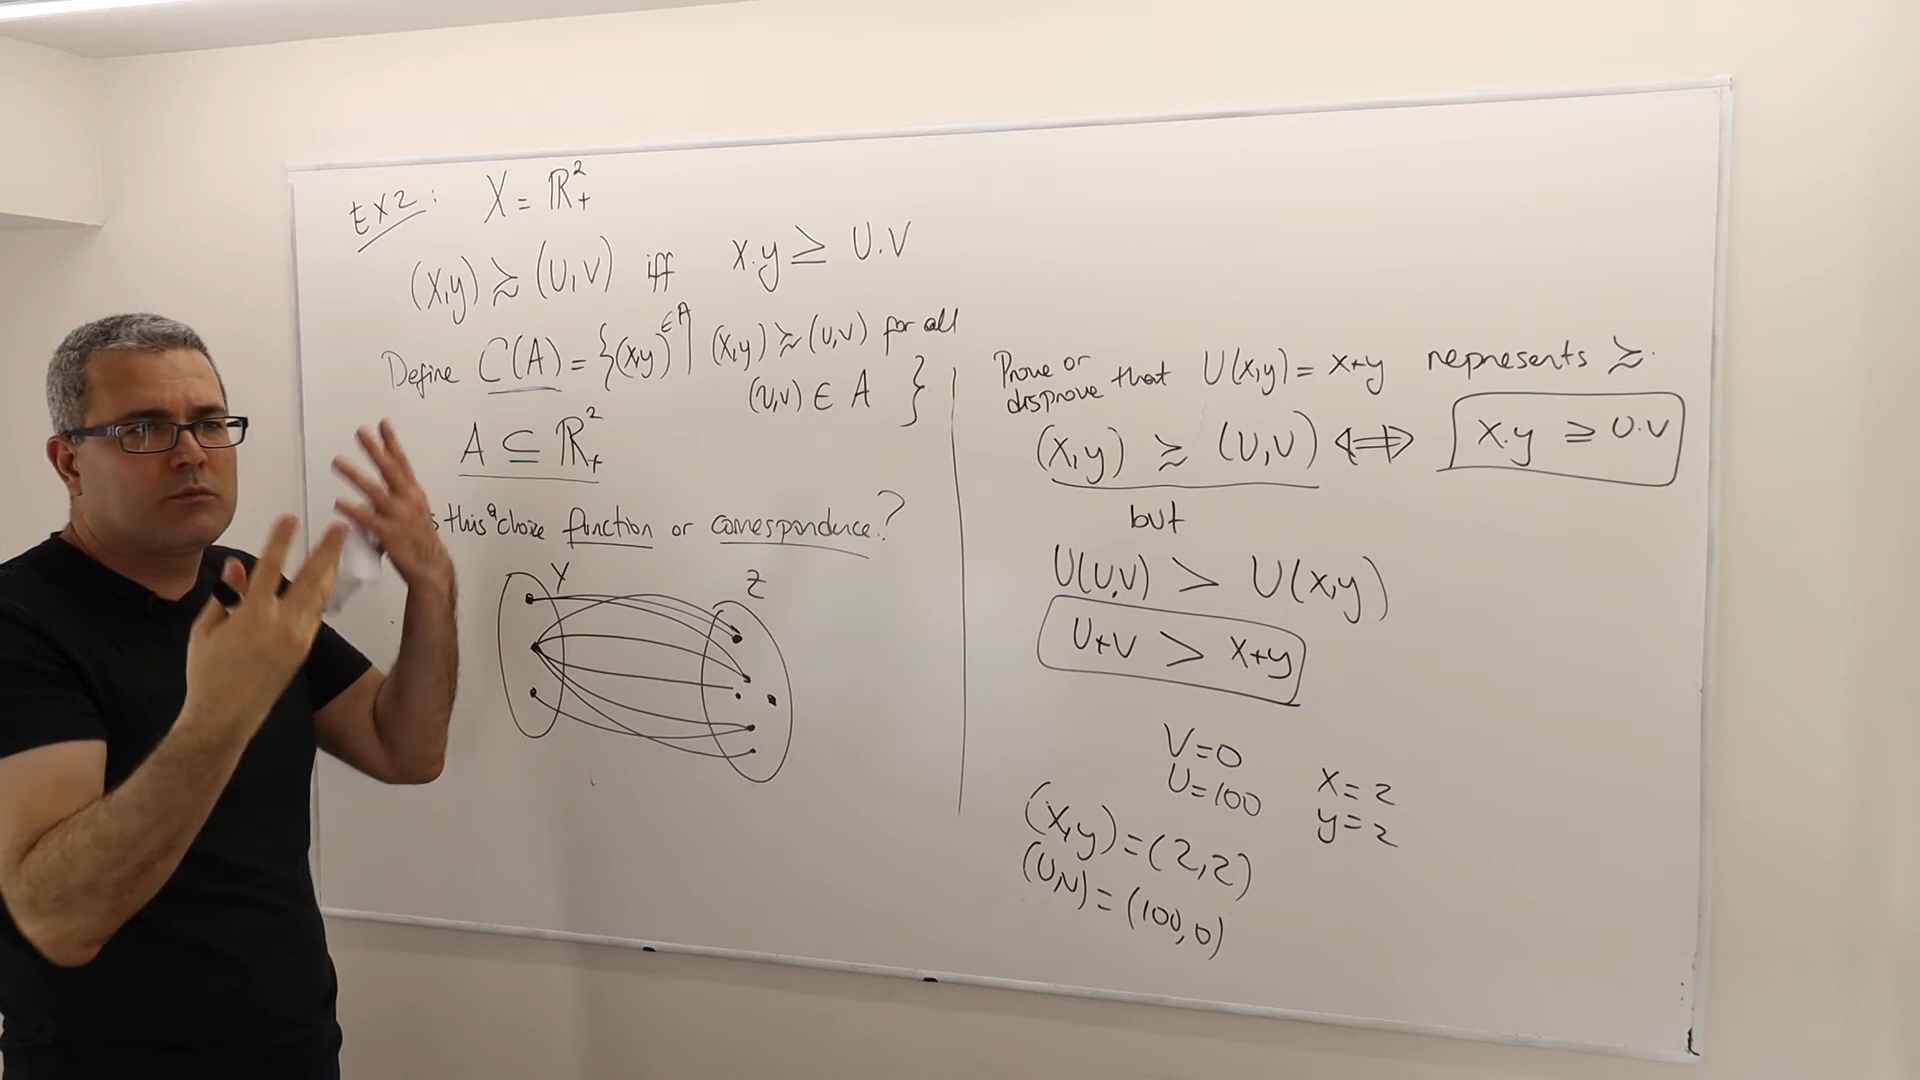 Ex2: X = ℝ²₊
(x,y) ≿ (u,v) iff x.y ≥ u.v
Define C(A) = {(x,y)^∈A | (x,y) ≿ (u,v) for all
(u,v) ∈ A }
A ⊆ ℝ²₊
this a choice function or correspondence?
Y
Z
Prove or
disprove that U(x,y) = x+y represents ≿.
(x,y) ≿ (u,v) ⟺ x.y ≥ u.v
but
U(u,v) > U(x,y)
u+v > x+y
v=0
u=100
x=2
y=2
(x,y) = (2,2)
(u,v) = (100,0)